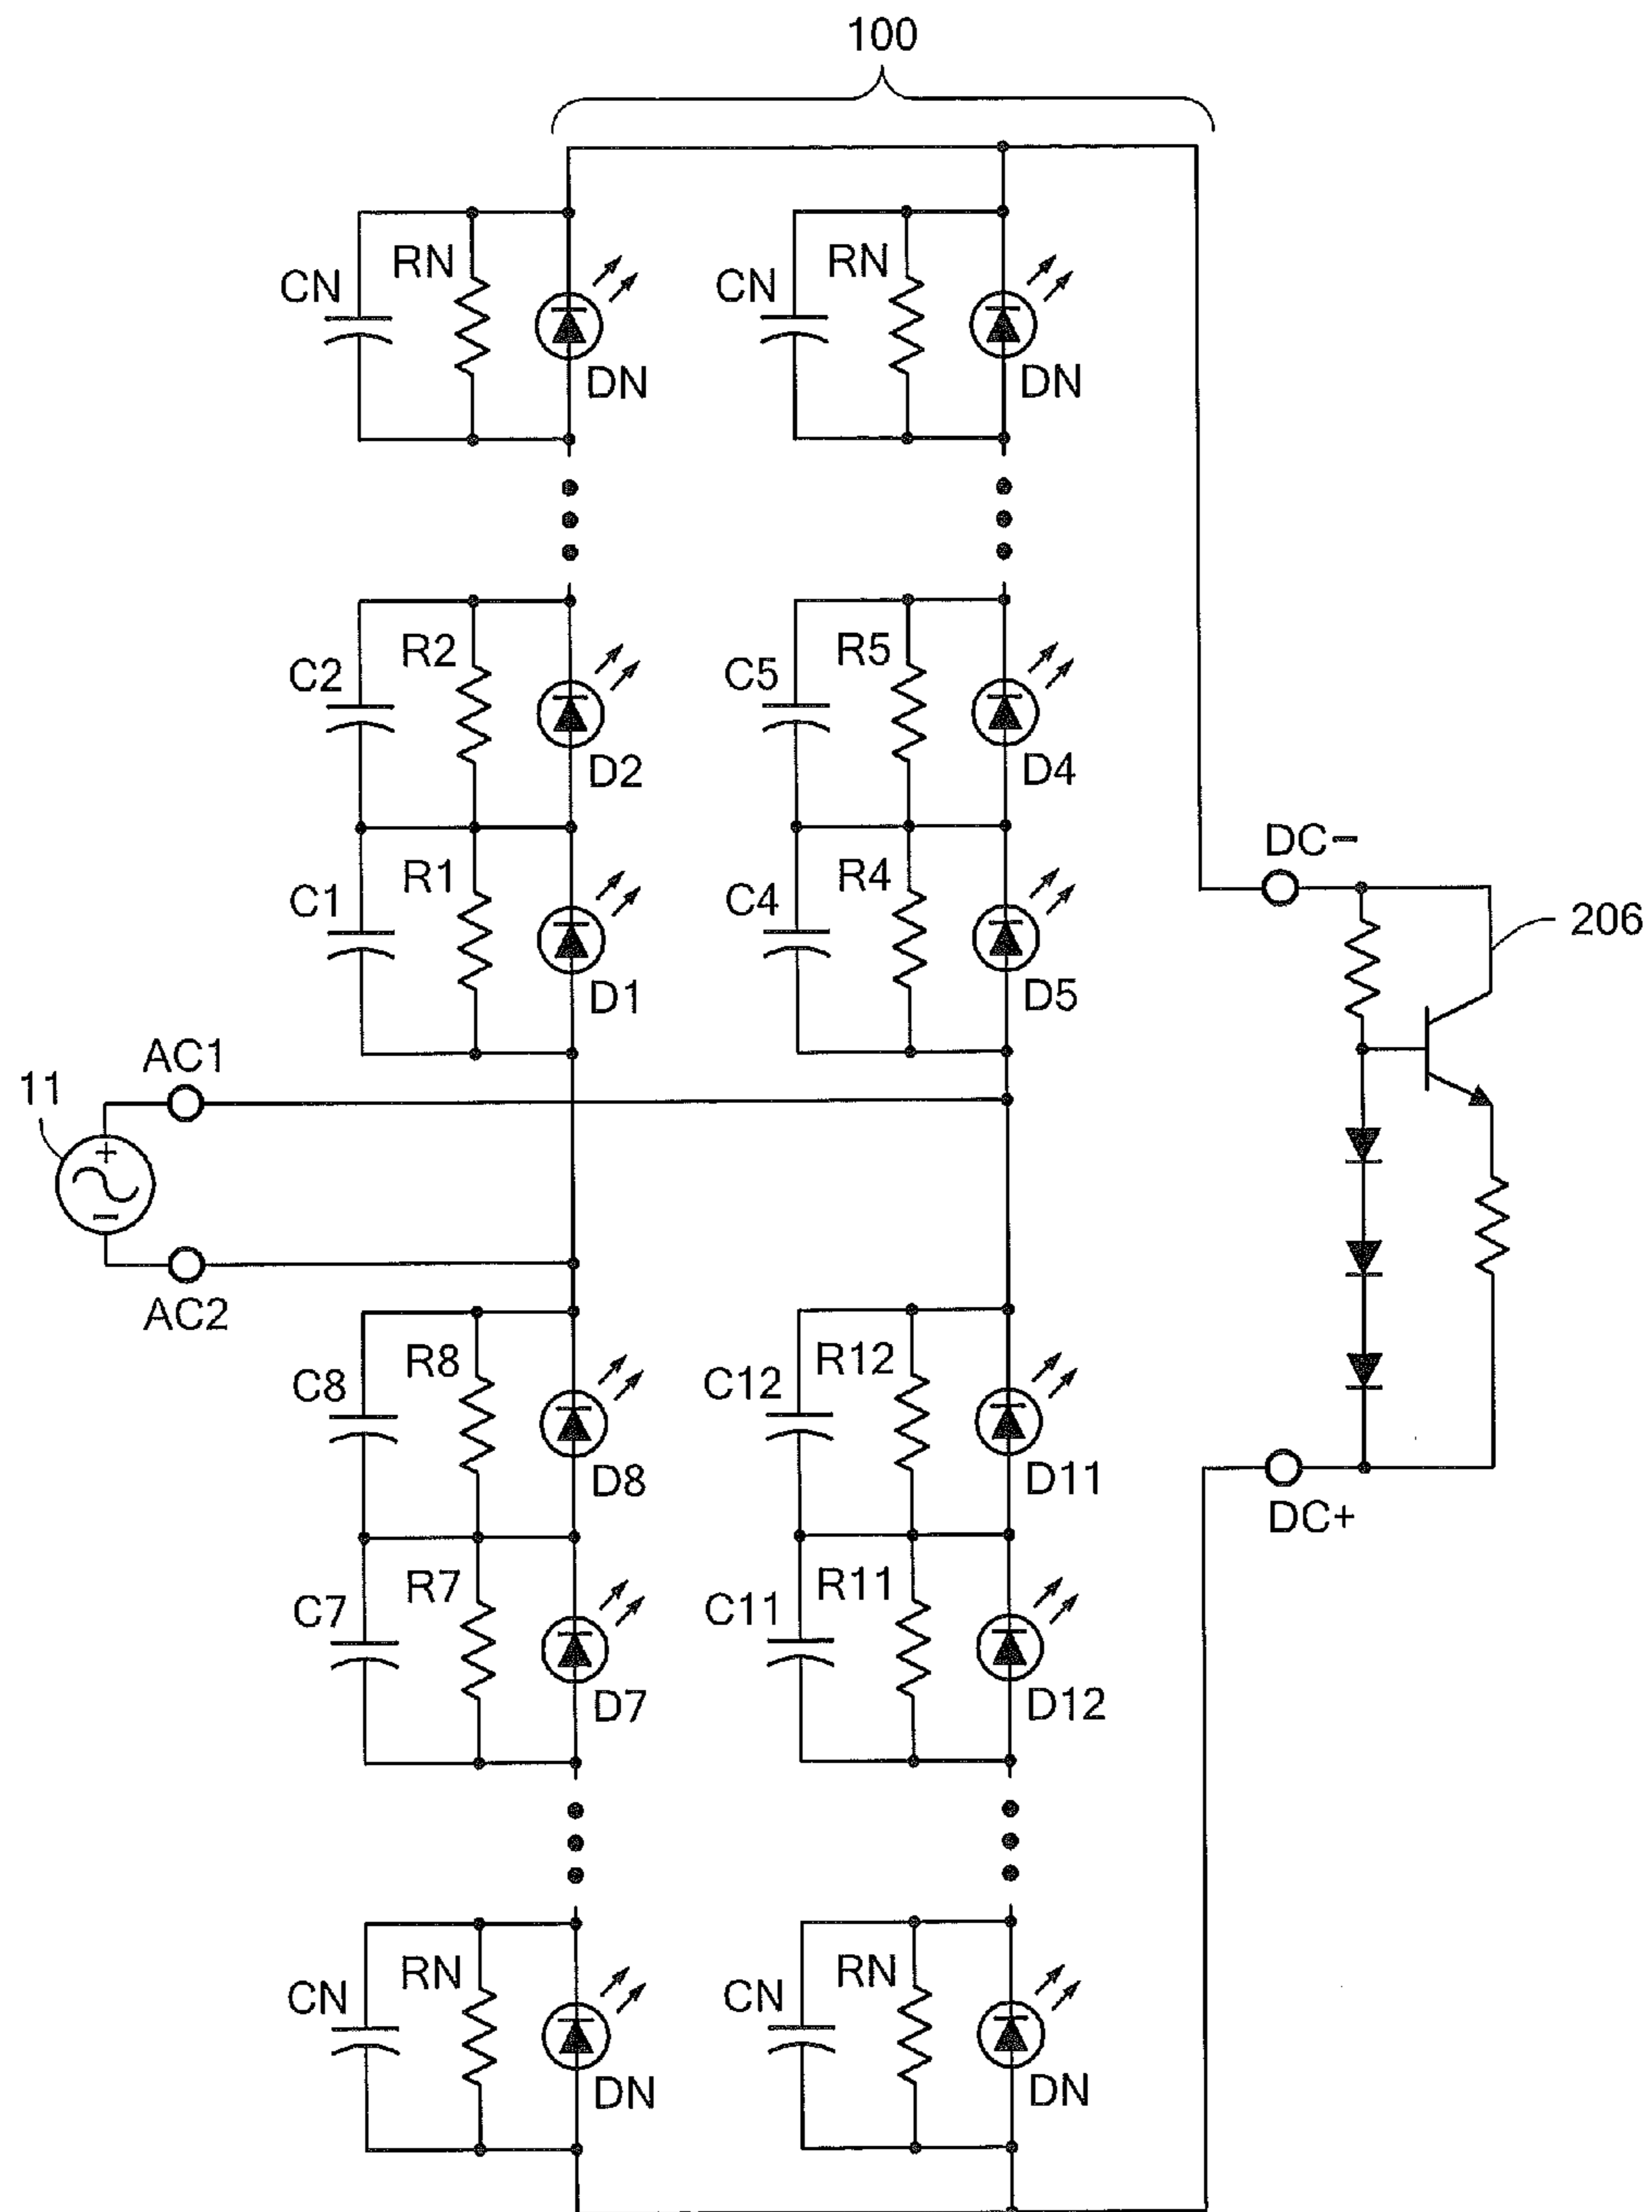 100
CN RN DN CN RN DN
C2 R2 D2 C5 R5 D4
C1 R1 D1 C4 R4 D5
DC−
206
11 AC1
+
−
AC2
C8 R8 D8 C12 R12 D11
DC+
C7 R7 D7 C11 R11 D12
CN RN DN CN RN DN